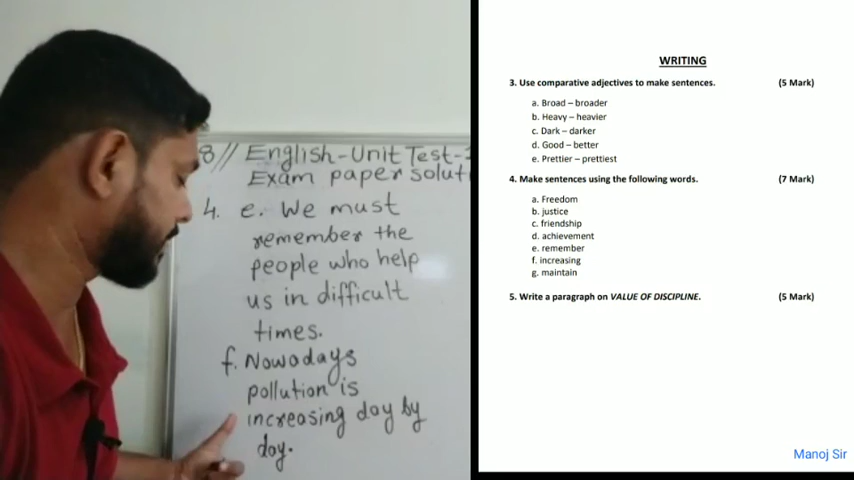 8// English-Unit Test-
Exam paper solut
4. e. We must
remember the
people who help
us in difficult
times.
f. Nowadays
pollution is
increasing day by
day.
WRITING
3. Use comparative adjectives to make sentences. (5 Mark)
a. Broad – broader
b. Heavy – heavier
c. Dark – darker
d. Good – better
e. Prettier – prettiest
4. Make sentences using the following words. (7 Mark)
a. Freedom
b. justice
c. friendship
d. achievement
e. remember
f. increasing
g. maintain
5. Write a paragraph on VALUE OF DISCIPLINE. (5 Mark)
Manoj Sir